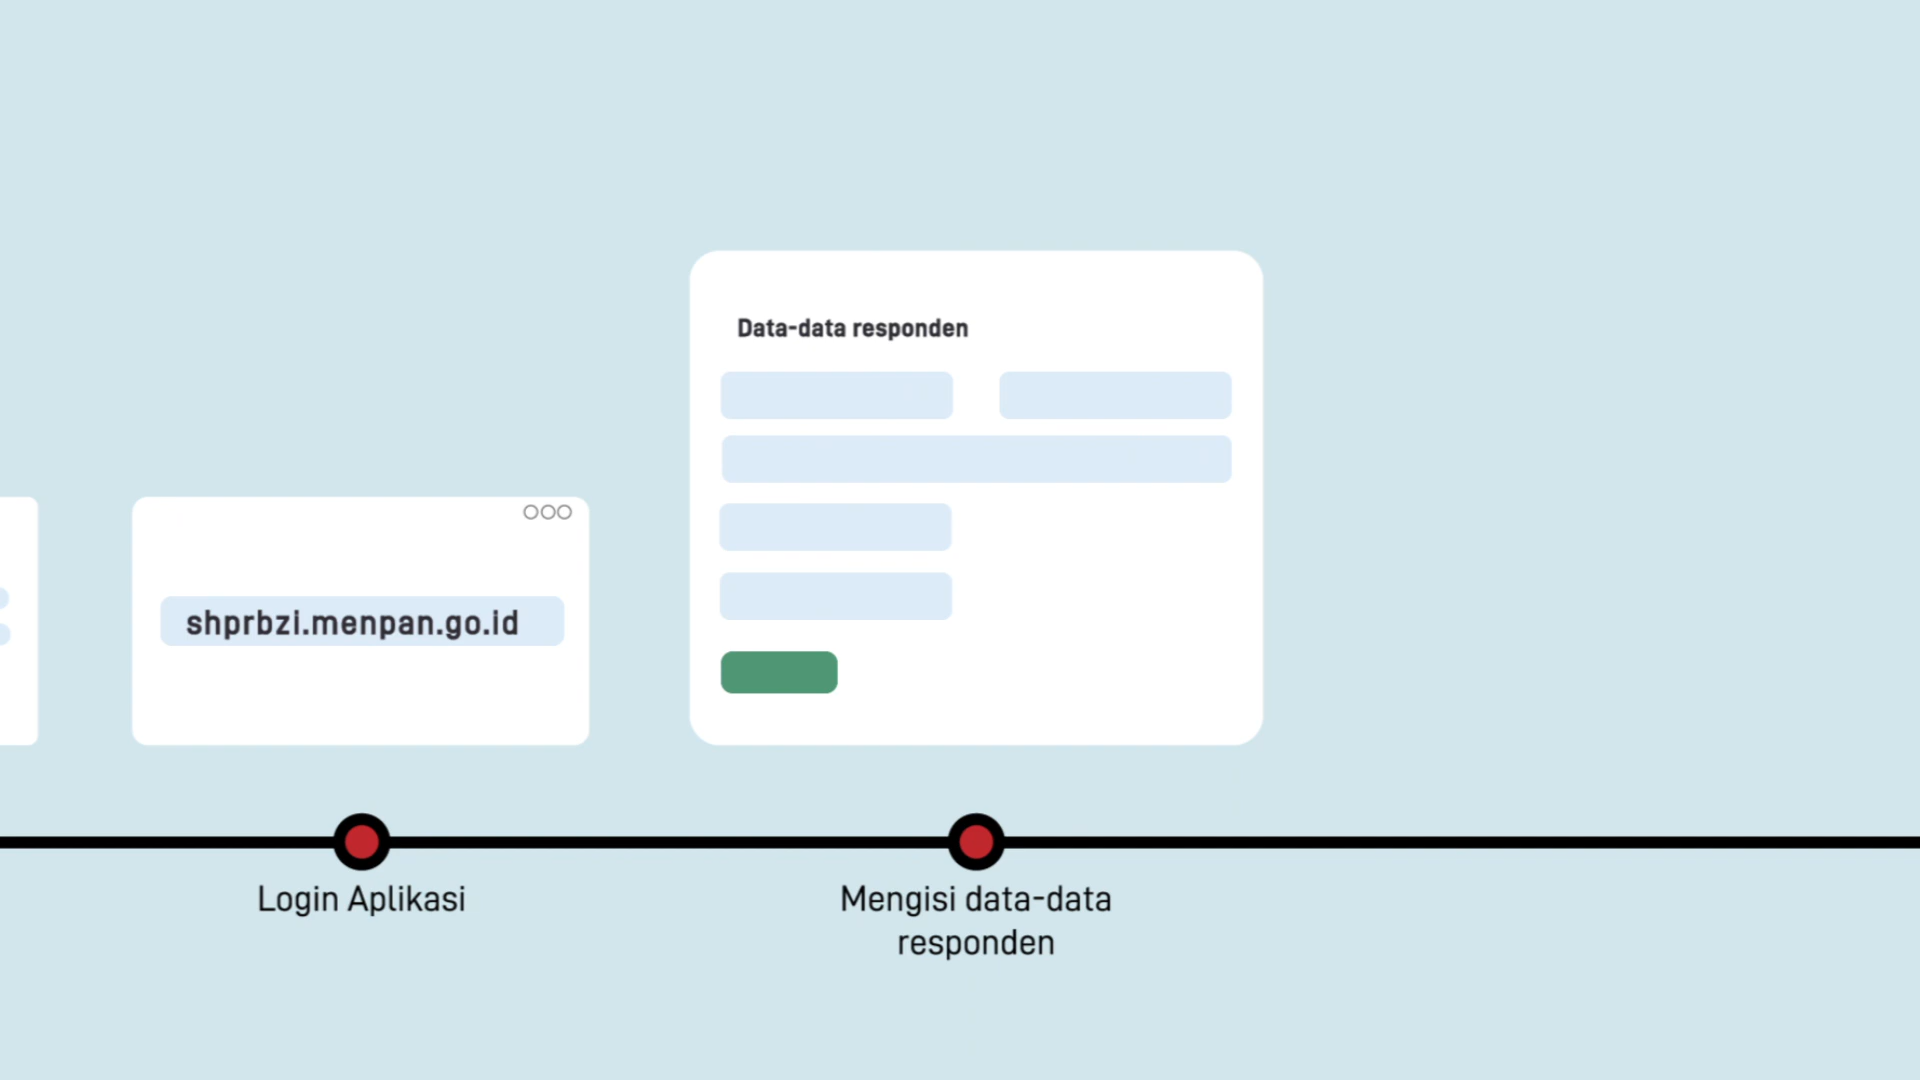 Data-data responden
shprbzi.menpan.go.id
Login Aplikasi
Mengisi data-data
responden